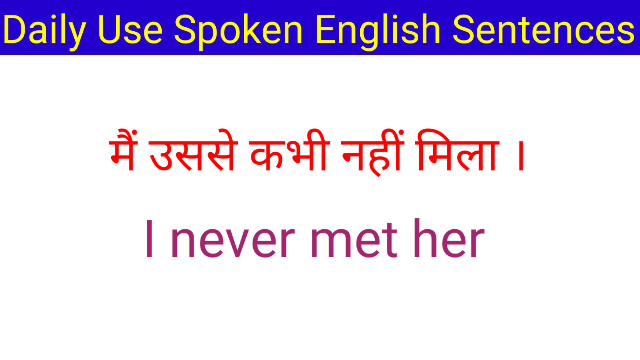 Daily Use Spoken English Sentences
मैं उससे कभी नहीं मिला ।
I never met her